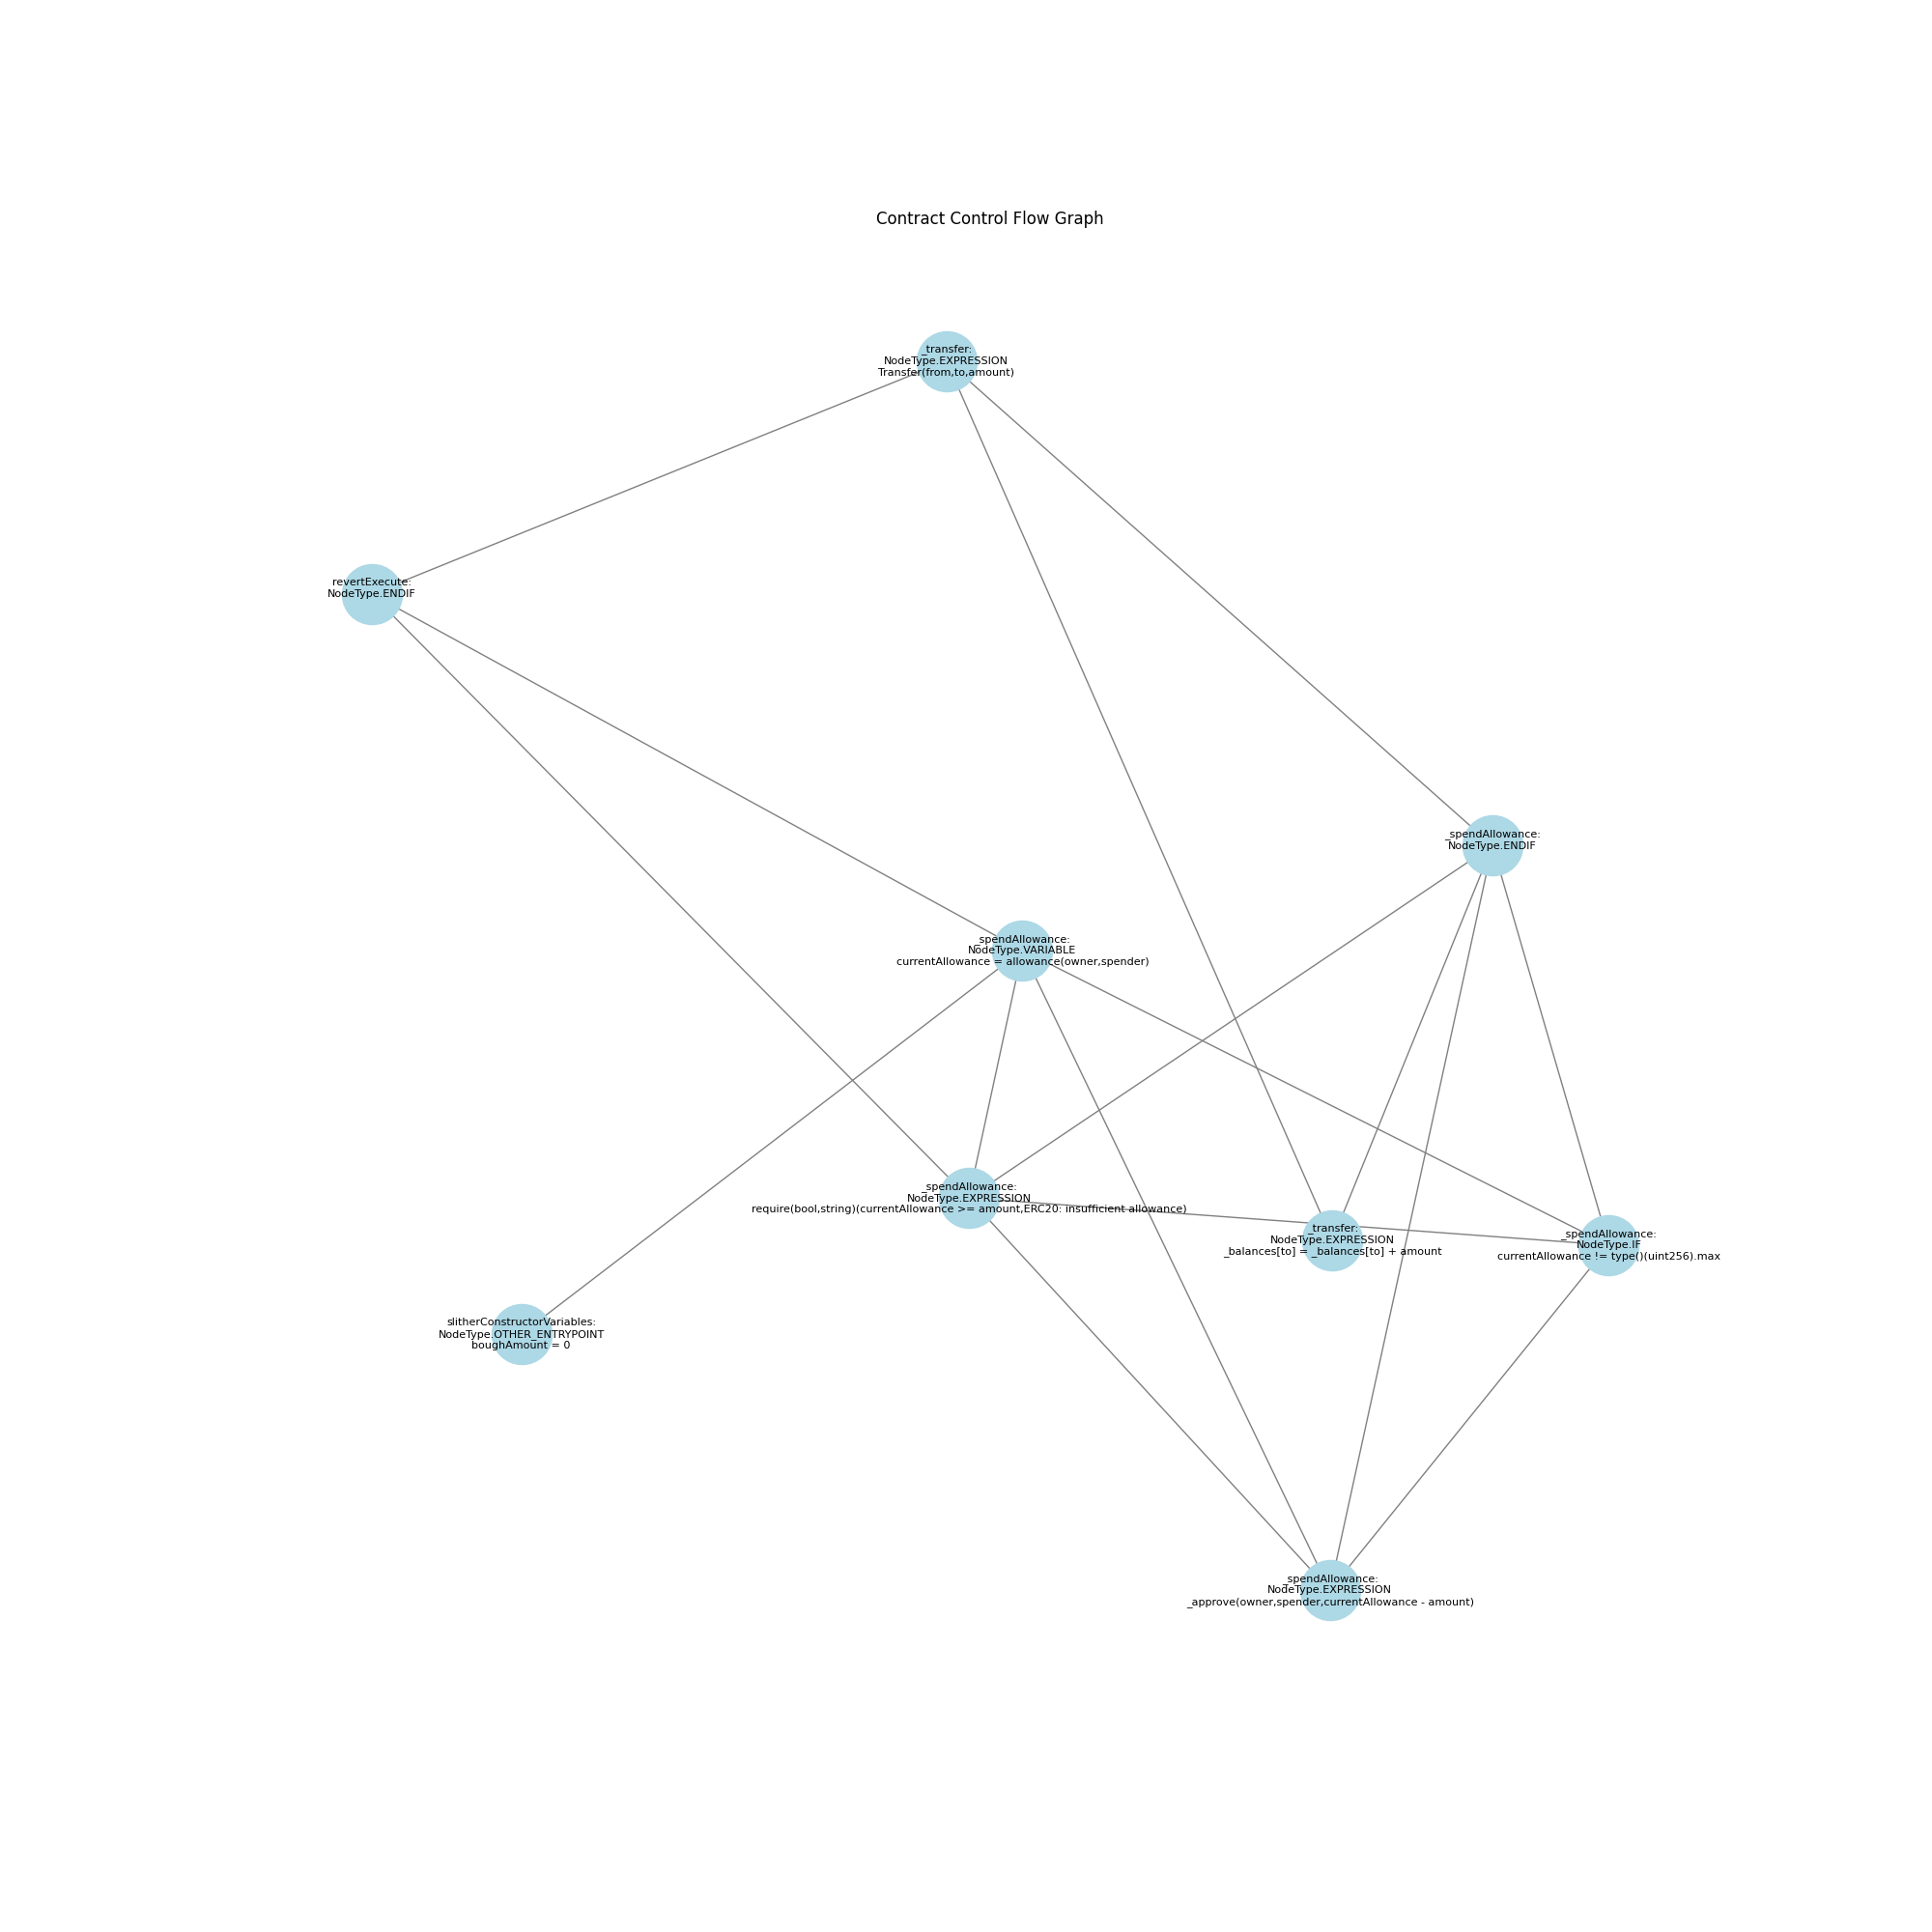 Contract Control Flow Graph
_transfer:
NodeType.EXPRESSION
Transfer(from,to,amount)
revertExecute:
NodeType.ENDIF
_spendAllowance:
NodeType.ENDIF
_spendAllowance:
NodeType.VARIABLE
currentAllowance = allowance(owner,spender)
_spendAllowance:
NodeType.EXPRESSION
require(bool,string)(currentAllowance >= amount,ERC20: insufficient allowance)
_transfer:
NodeType.EXPRESSION
_balances[to] = _balances[to] + amount
_spendAllowance:
NodeType.IF
currentAllowance != type()(uint256).max
slitherConstructorVariables:
NodeType.OTHER_ENTRYPOINT
boughAmount = 0
_spendAllowance:
NodeType.EXPRESSION
_approve(owner,spender,currentAllowance - amount)